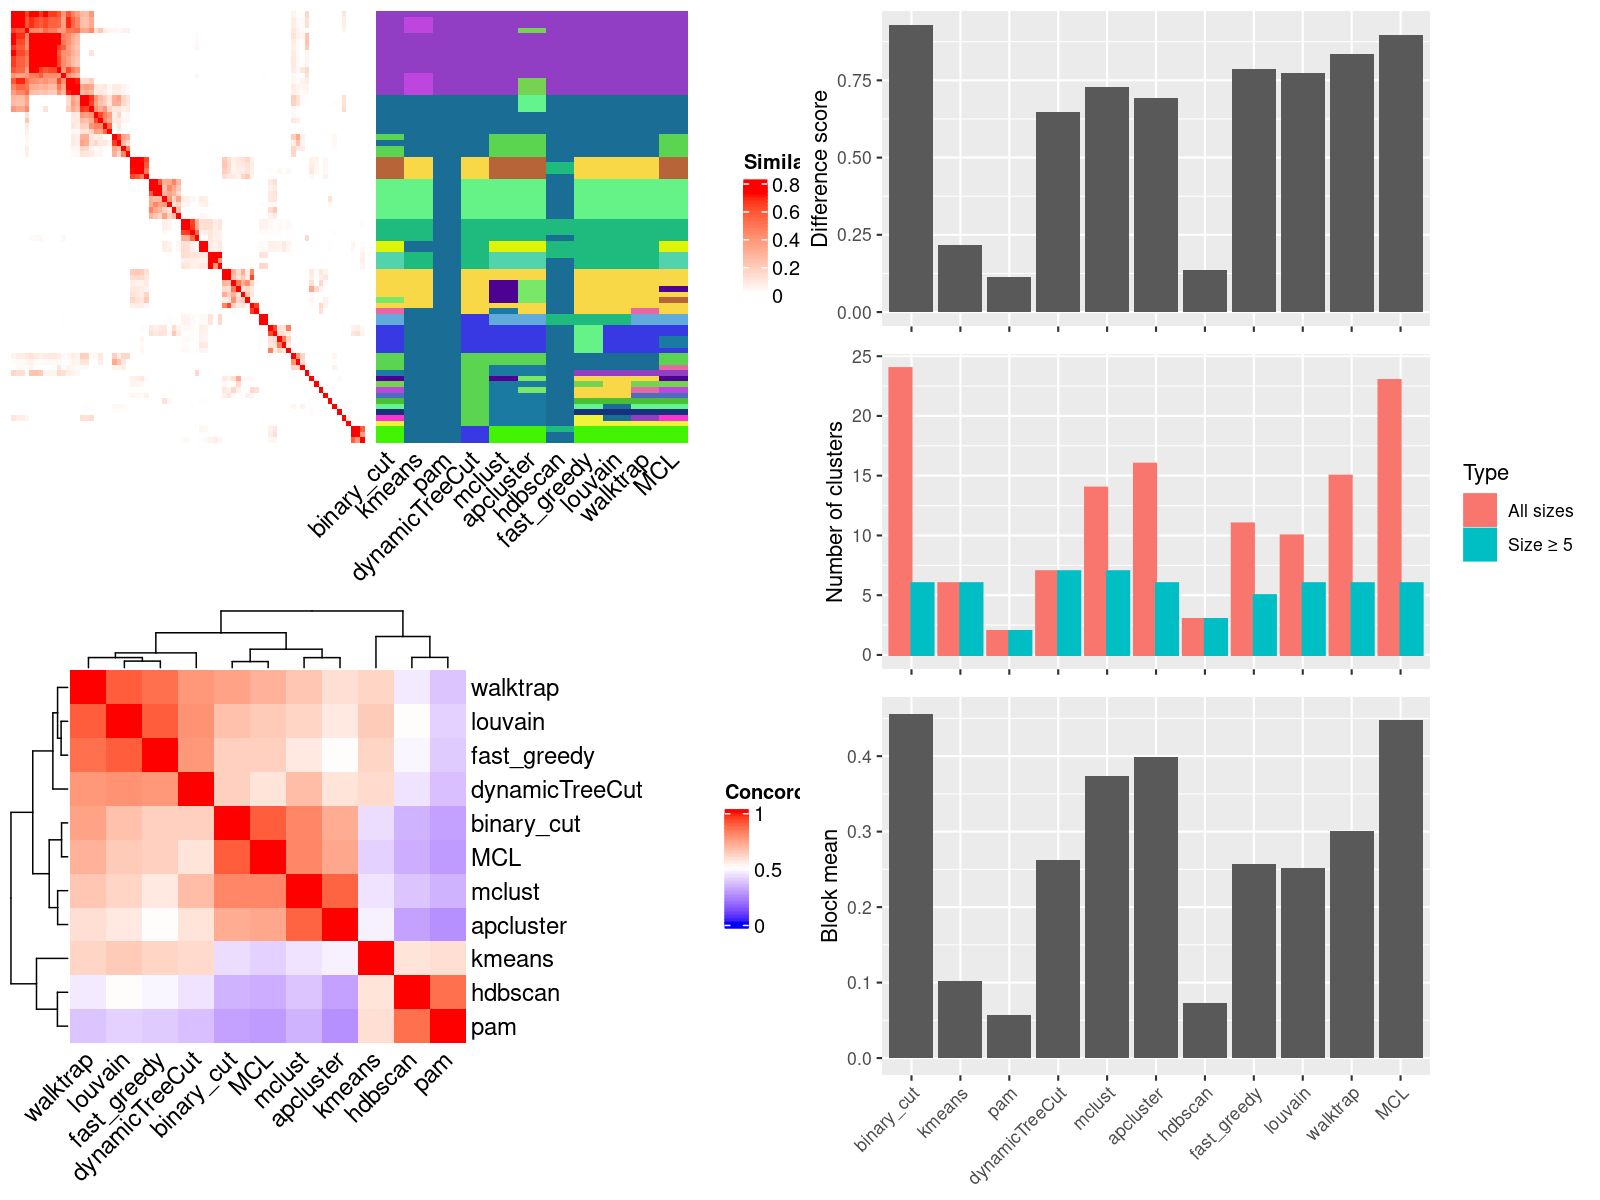 Simila
0.8
0.6
0.4
0.2
0
binary_cut
kmeans
pam
dynamicTreeCut
mclust
apcluster
hdbscan
fast_greedy
louvain
walktrap
MCL
walktrap
louvain
fast_greedy
dynamicTreeCut
binary_cut
MCL
mclust
apcluster
kmeans
hdbscan
pam
walktrap
louvain
fast_greedy
dynamicTreeCut
binary_cut
MCL
mclust
apcluster
kmeans
hdbscan
pam
Concord
1
0.5
0
Difference score
0.75
0.50
0.25
0.00
Number of clusters
25
20
15
10
5
0
Type
All sizes
Size ≥ 5
Block mean
0.4
0.3
0.2
0.1
0.0
binary_cut
kmeans
pam
dynamicTreeCut
mclust
apcluster
hdbscan
fast_greedy
louvain
walktrap
MCL